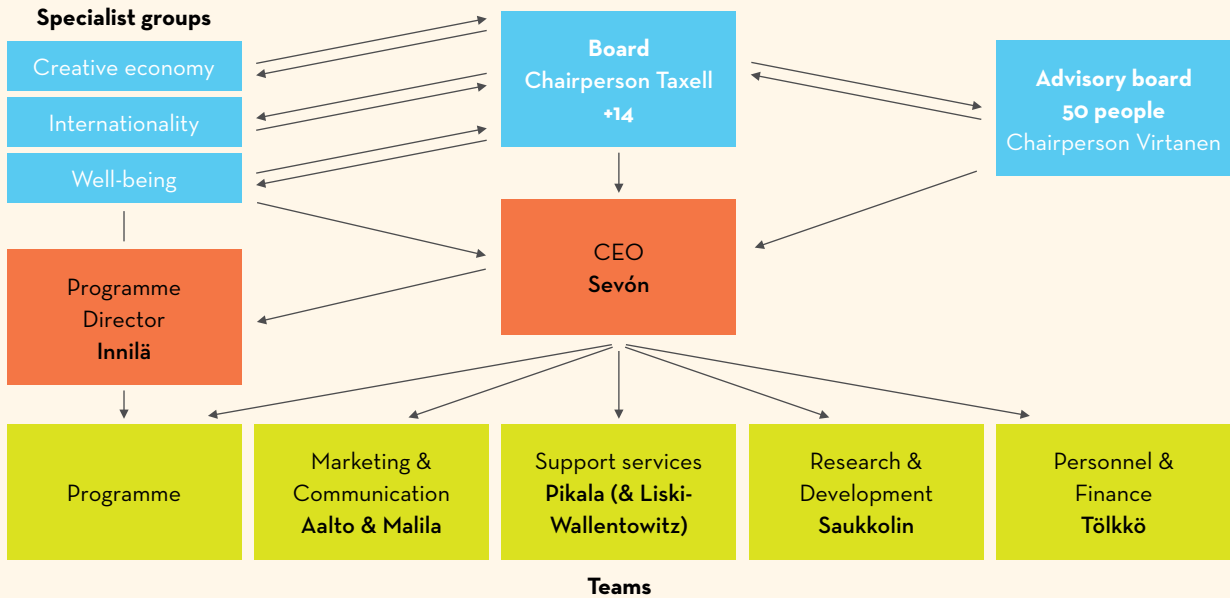 Specialist groups
Creative economy
Internationality
Well-being
Board
Chairperson Taxell
+14
Advisory board
50 people
Chairperson Virtanen
Programme
Director
Innilä
CEO
Sevón
Programme
Marketing &
Communication
Aalto & Malila
Support services
Pikala (& Liski-
Wallentowitz)
Research &
Development
Saukkolin
Personnel &
Finance
Tölkkö
Teams